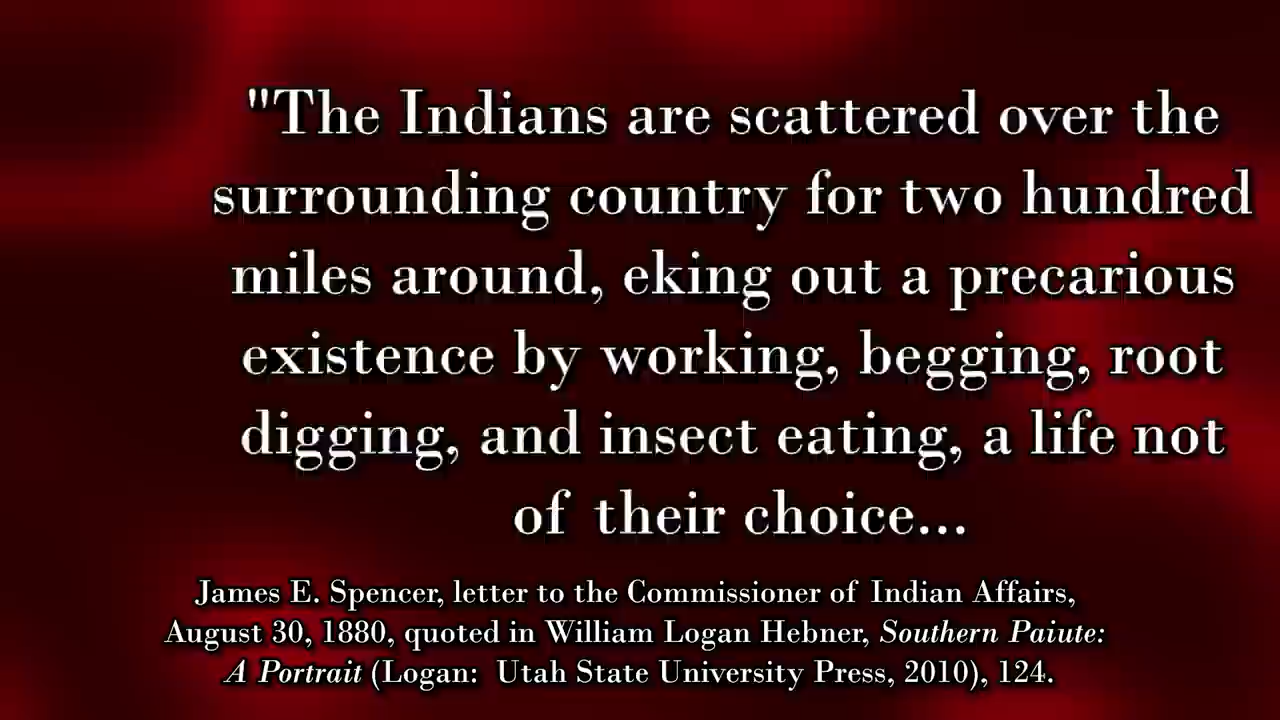 "The Indians are scattered over the
surrounding country for two hundred
miles around, eking out a precarious
existence by working, begging, root
digging, and insect eating, a life not
of their choice...
James E. Spencer, letter to the Commissioner of Indian Affairs,
August 30, 1880, quoted in William Logan Hebner, Southern Paiute:
A Portrait (Logan: Utah State University Press, 2010), 124.